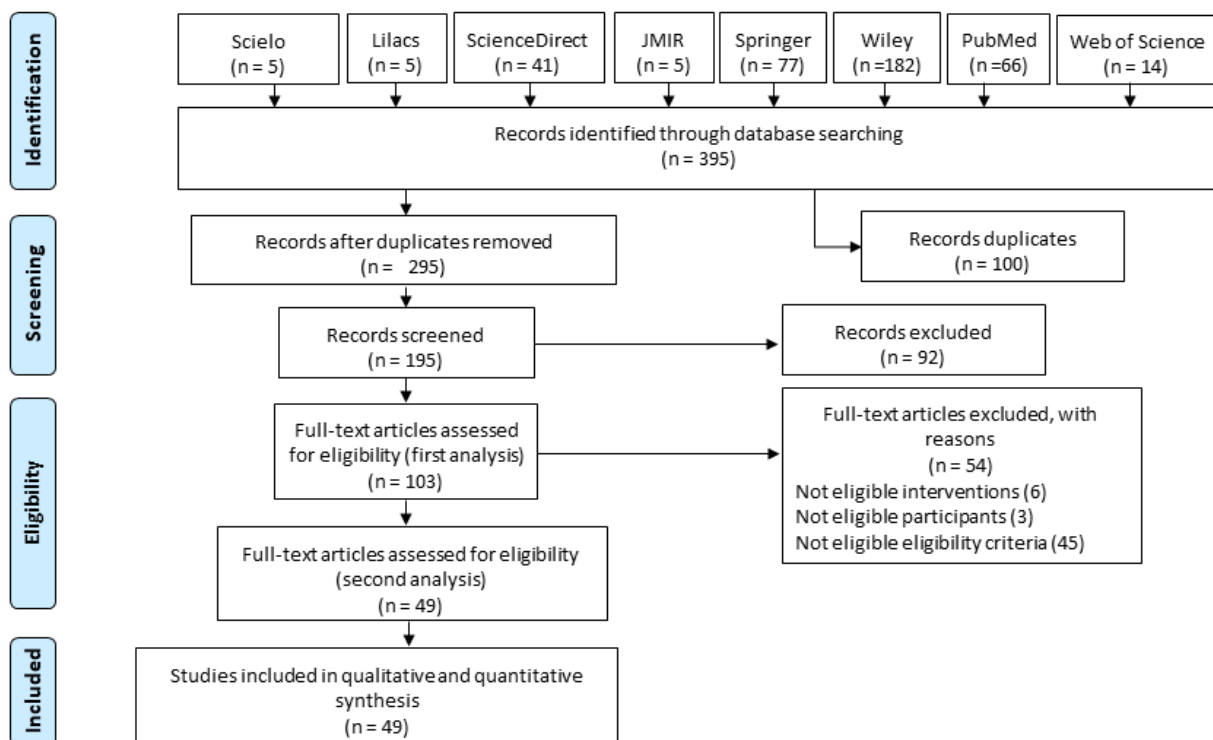 Identification
Scielo
(n = 5)
Lilacs
(n = 5)
ScienceDirect
(n = 41)
JMIR
(n = 5)
Springer
(n = 77)
Wiley
(n =182)
PubMed
(n =66)
Web of Science
(n = 14)
Records identified through database searching
(n = 395)
Screening
Records after duplicates removed
(n = 295)
Records duplicates
(n = 100)
Records screened
(n = 195)
Records excluded
(n = 92)
Eligibility
Full-text articles assessed
for eligibility (first analysis)
(n = 103)
Full-text articles excluded, with
reasons
(n = 54)
Not eligible interventions (6)
Not eligible participants (3)
Not eligible eligibility criteria (45)
Full-text articles assessed for eligibility
(second analysis)
(n = 49)
Included
Studies included in qualitative and quantitative
synthesis
(n = 49)